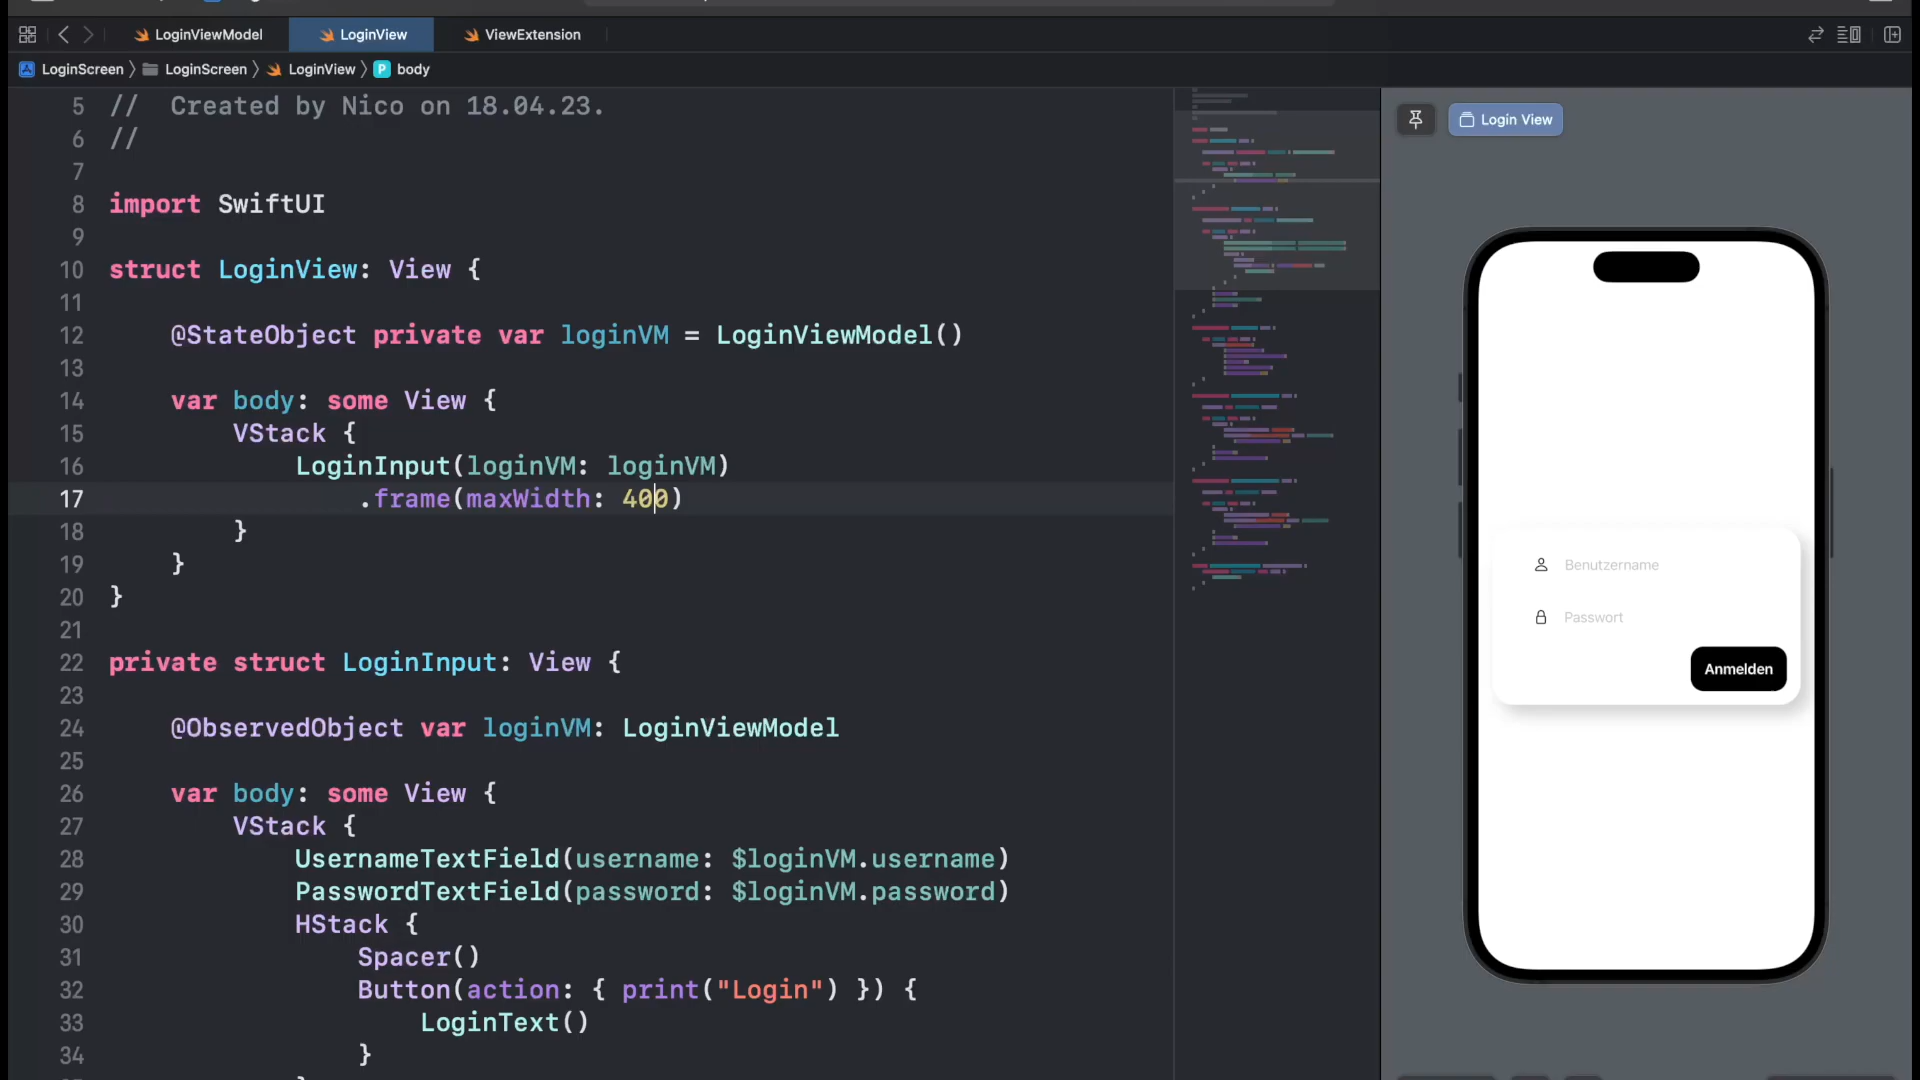 LoginViewModel
LoginView
ViewExtension
LoginScreen
LoginScreen
LoginView
P
body
5 //  Created by Nico on 18.04.23.
6 //
7
8 import SwiftUI
9
10 struct LoginView: View {
11
12 @StateObject private var loginVM = LoginViewModel()
13
14 var body: some View {
15 VStack {
16 LoginInput(loginVM: loginVM)
17 .frame(maxWidth: 400)
18 }
19 }
20 }
21
22 private struct LoginInput: View {
23
24 @ObservedObject var loginVM: LoginViewModel
25
26 var body: some View {
27 VStack {
28 UsernameTextField(username: $loginVM.username)
29 PasswordTextField(password: $loginVM.password)
30 HStack {
31 Spacer()
32 Button(action: { print("Login") }) {
33 LoginText()
34 }
Login View
Benutzername
Passwort
Anmelden